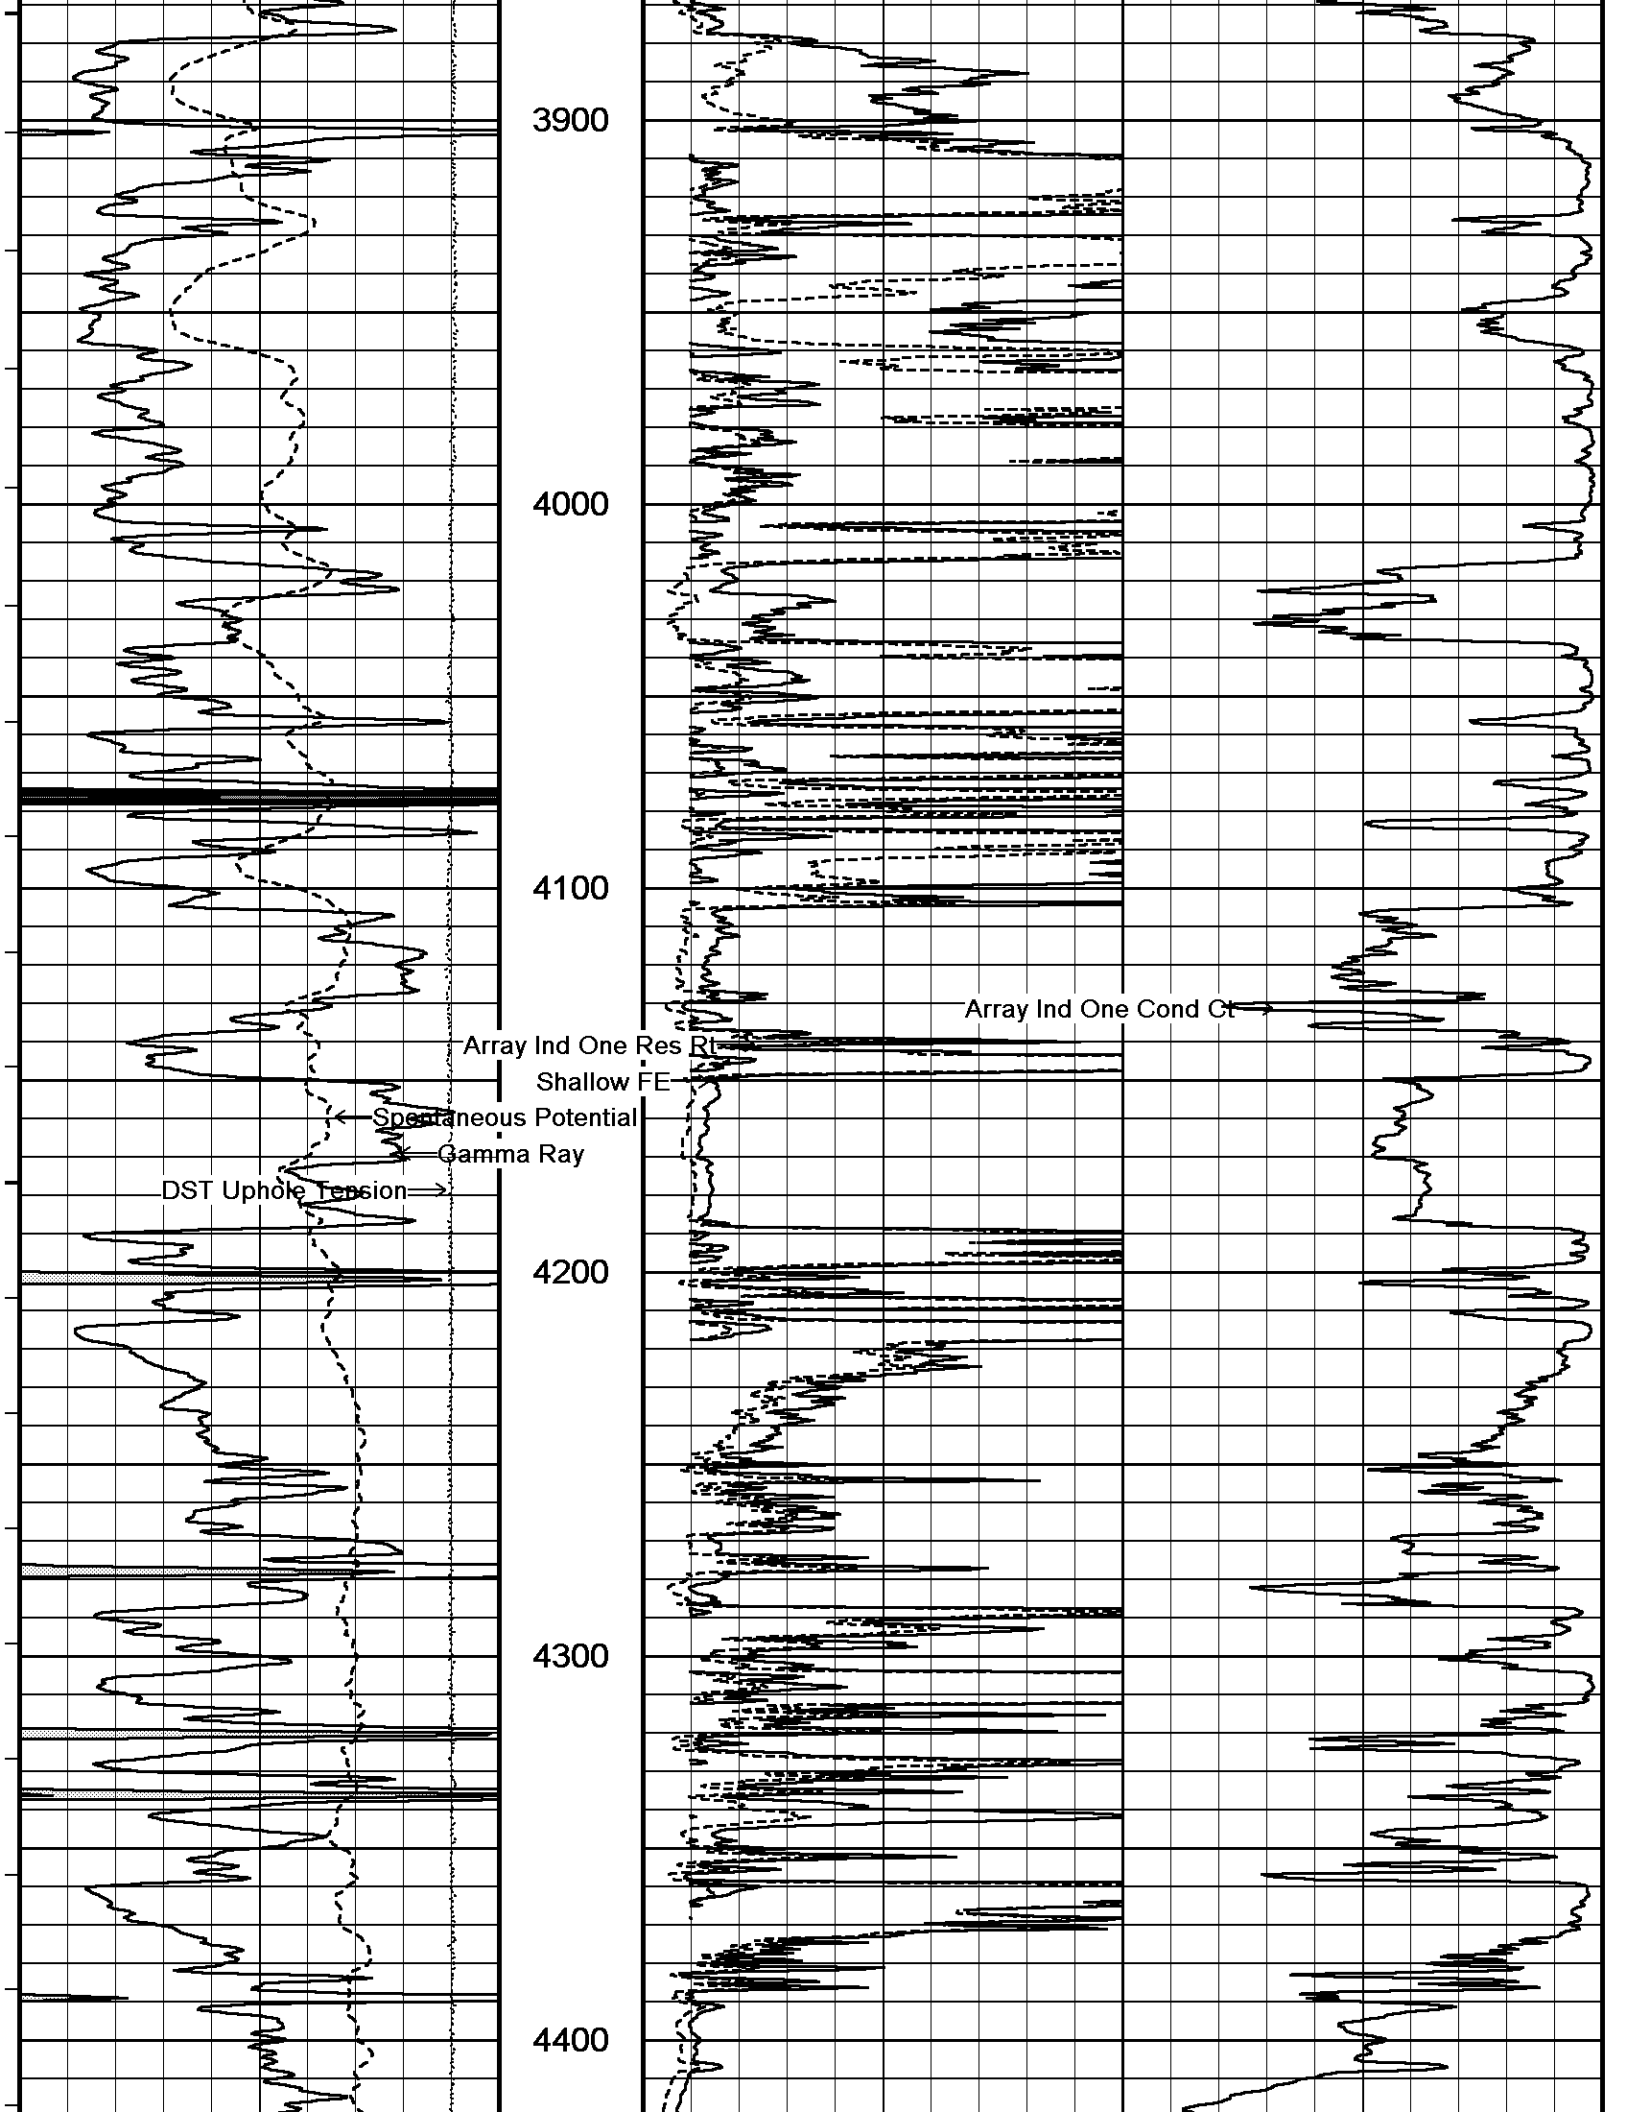 3900
4000
4100
Array Ind One Cond Ct
Array Ind One Res Rt
Shallow FE
Spontaneous Potential
Gamma Ray
DST Uphole Tension
4200
4300
4400